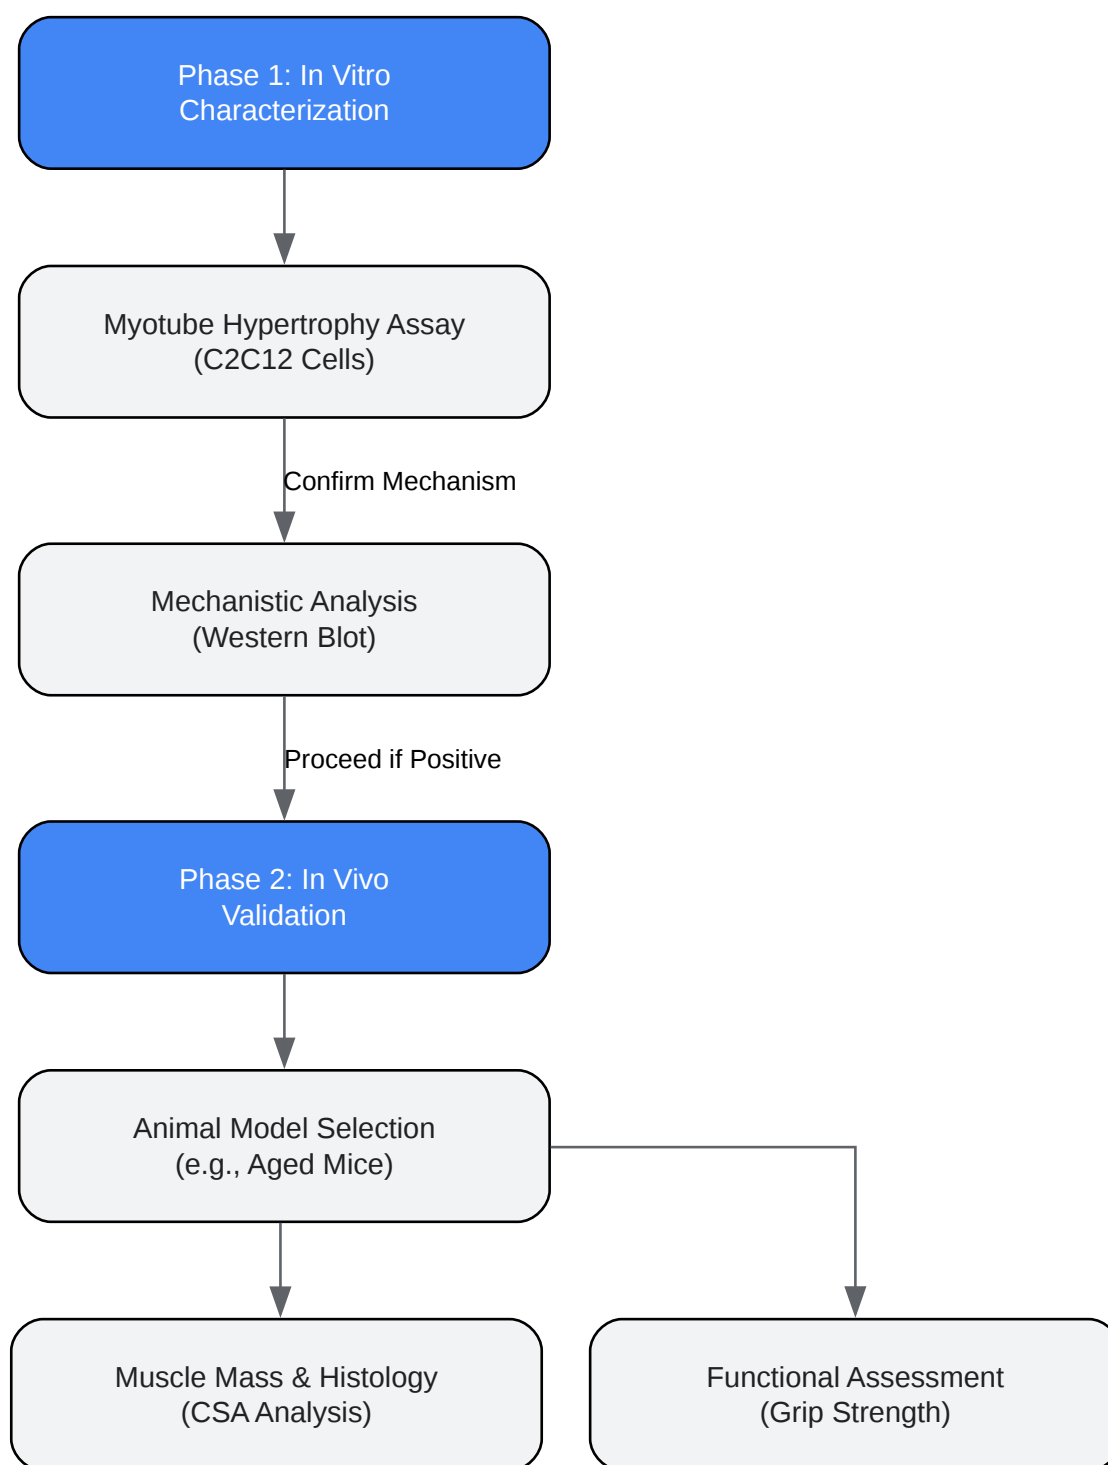 Phase 1: In Vitro
Characterization
Myotube Hypertrophy Assay
(C2C12 Cells)
Confirm Mechanism
Mechanistic Analysis
(Western Blot)
Proceed if Positive
Phase 2: In Vivo
Validation
Animal Model Selection
(e.g., Aged Mice)
Muscle Mass & Histology
(CSA Analysis)
Functional Assessment
(Grip Strength)